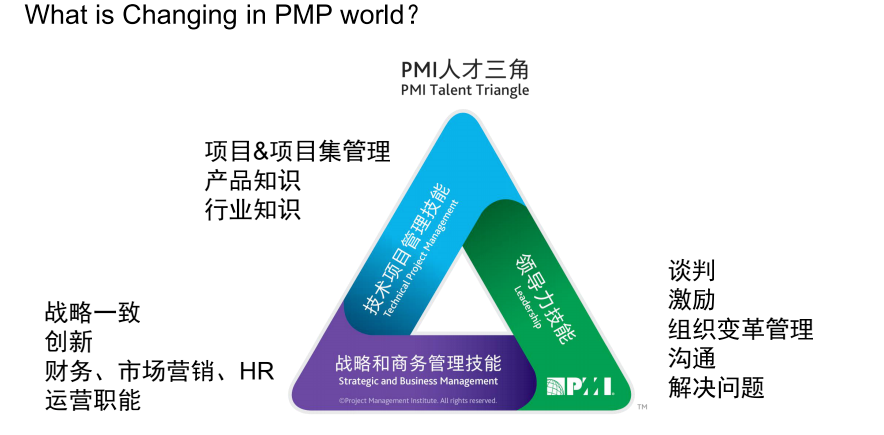 What is Changing in PMP world?
PMI人才三角
PMI Talent Triangle
项目&项目集管理
产品知识
行业知识
技术项目管理技能
Technical Project Management
领导力技能
Leadership
谈判
激励
组织变革管理
沟通
解决问题
战略一致
创新
财务、市场营销、HR
运营职能
战略和商务管理技能
Strategic and Business Management
©Project Management Institute. All rights reserved.
PMI.
TM